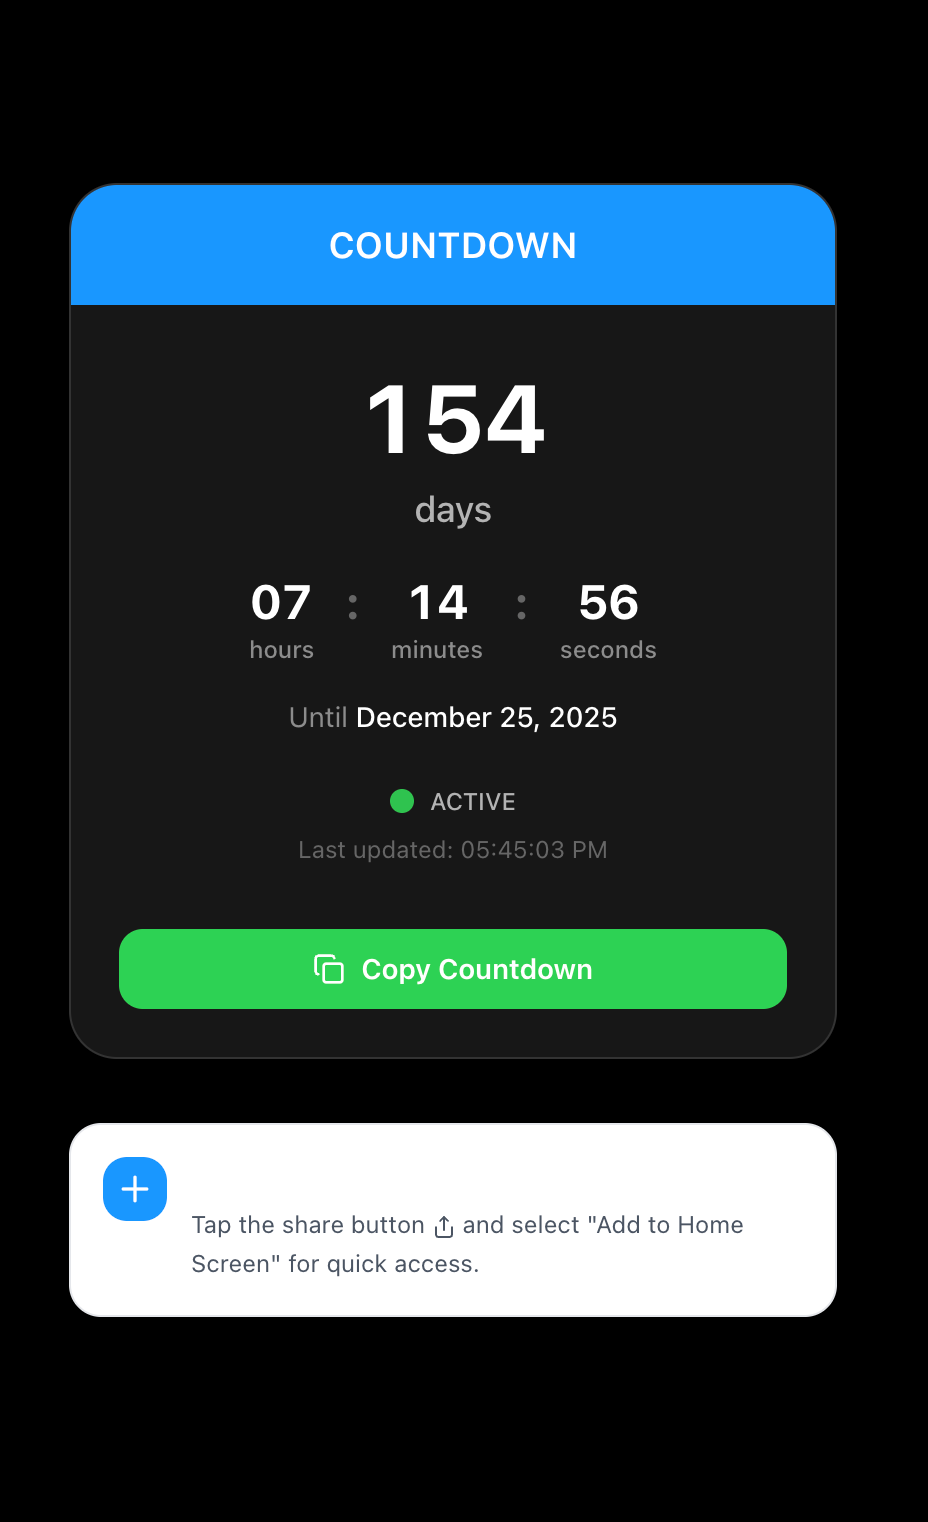 COUNTDOWN
154
days
07 : 14 : 56
hours minutes seconds
Until December 25, 2025
ACTIVE
Last updated: 05:45:03 PM
Copy Countdown
Tap the share button and select "Add to Home
Screen" for quick access.